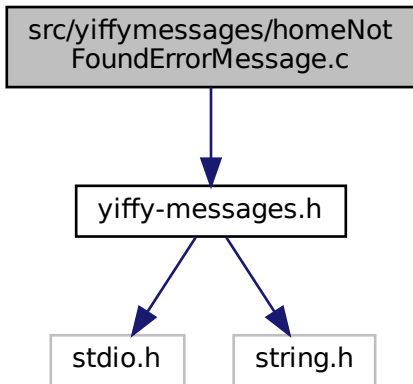 src/yiffymessages/homeNot
FoundErrorMessage.c
yiffy-messages.h
stdio.h
string.h